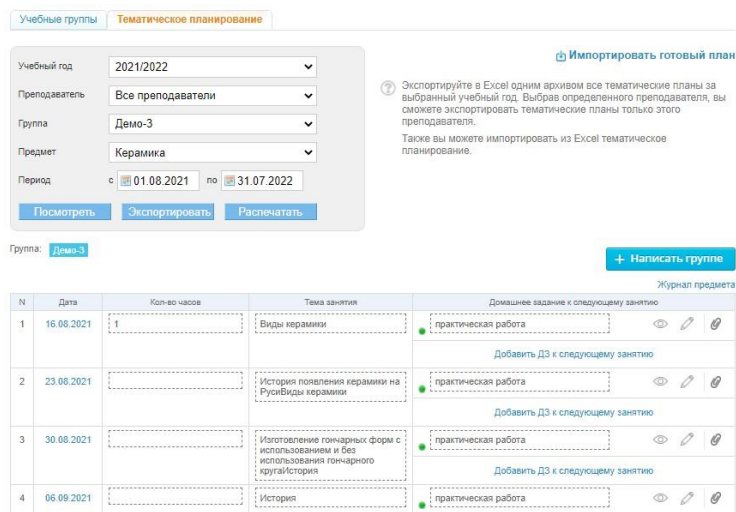 Учебные группы
Тематическое планирование
Импортировать готовый план
Учебный год
2021/2022
Преподаватель
Все преподаватели
Группа
Демо-3
Предмет
Керамика
Период
с 01.08.2021 по 31.07.2022
Посмотреть
Экспортировать
Распечатать
Экспортируйте в Excel одним архивом все тематические планы за
выбранный учебный год. Выбрав определенного преподавателя, вы
сможете экспортировать тематические планы только этого
преподавателя.
Также вы можете импортировать из Excel тематическое
планирование.
Группа: Демо-3
+ Написать группе
Журнал предмета
N Дата Кол-во часов Тема занятия Домашнее задание к следующему занятию
1 16.08.2021 1 Виды керамики практическая работа
Добавить ДЗ к следующему занятию
2 23.08.2021 История появления керамики на практическая работа
РусиВиды керамики
Добавить ДЗ к следующему занятию
3 30.08.2021 Изготовление гончарных форм с практическая работа
использованием и без
использования гончарного
кругаИстория
Добавить ДЗ к следующему занятию
4 06.09.2021 История практическая работа